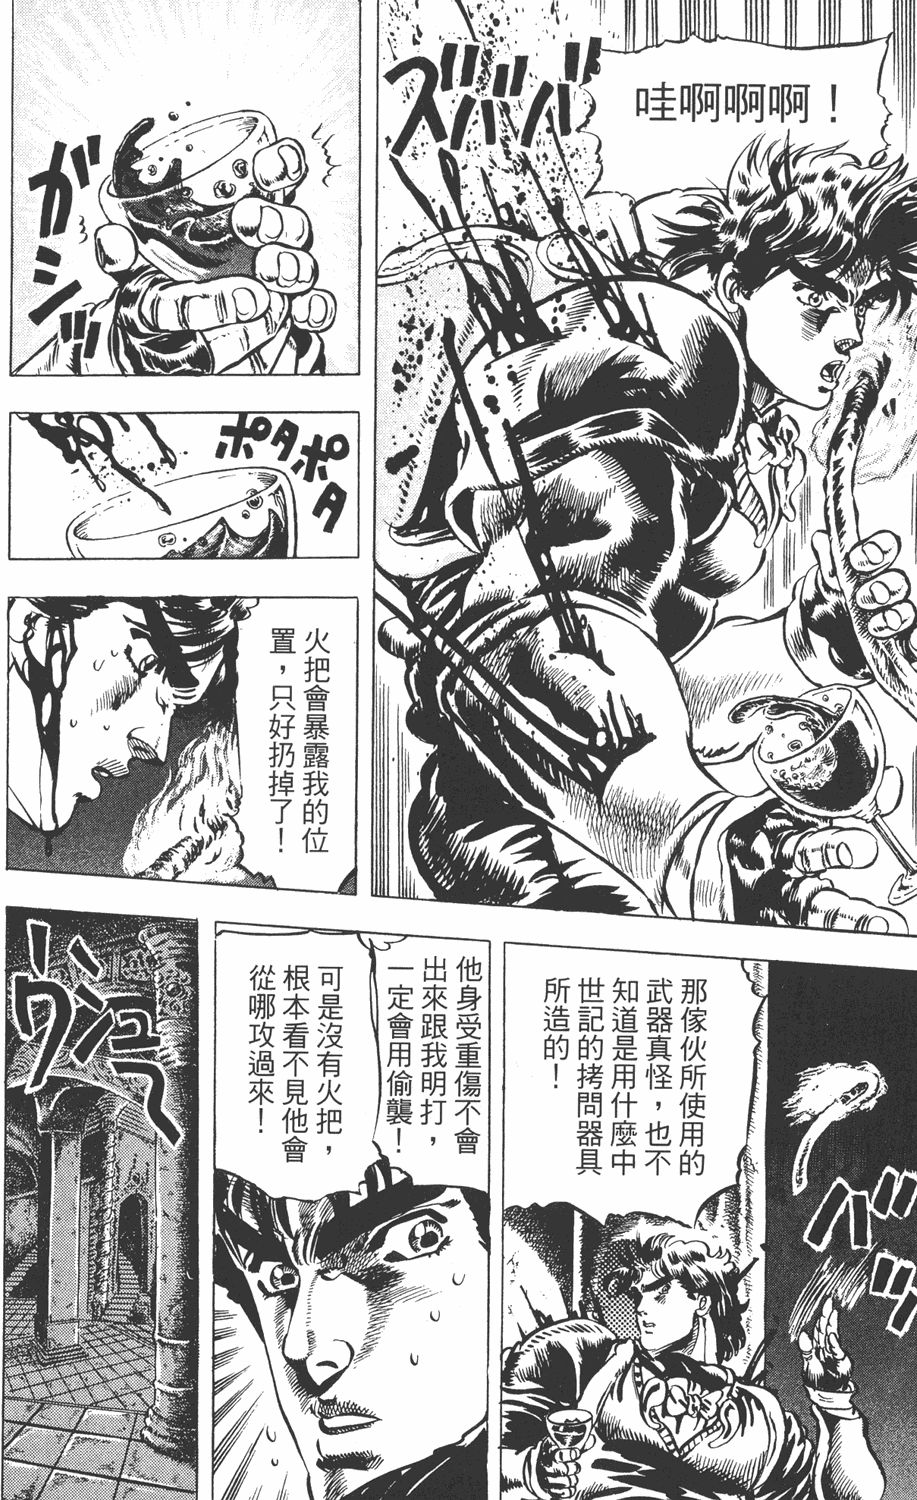 哇啊啊啊！
ズババババ
ガシッ
ポタポタ
火把會暴露我的位
置，只好扔掉了！
那傢伙所使用的
武器真怪，也不
知道是用什麼中
世記的拷問器具
所造的！
バッ
他身受重傷不會
出來跟我明打，
一定會用偷襲！
可是沒有火把，
根本看不見他會
從哪攻過來！
シュウ